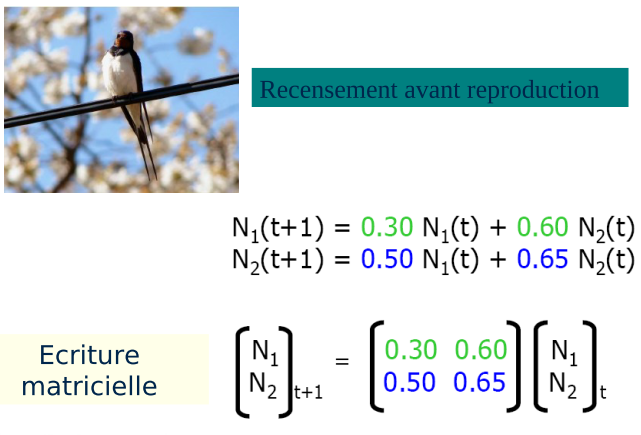 Recensement avant reproduction
N₁(t+1) = 0.30 N₁(t) + 0.60 N₂(t)
N₂(t+1) = 0.50 N₁(t) + 0.65 N₂(t)
Ecriture
matricielle
N₁ = 0.30 0.60 N₁
N₂ t+1 0.50 0.65 N₂ t